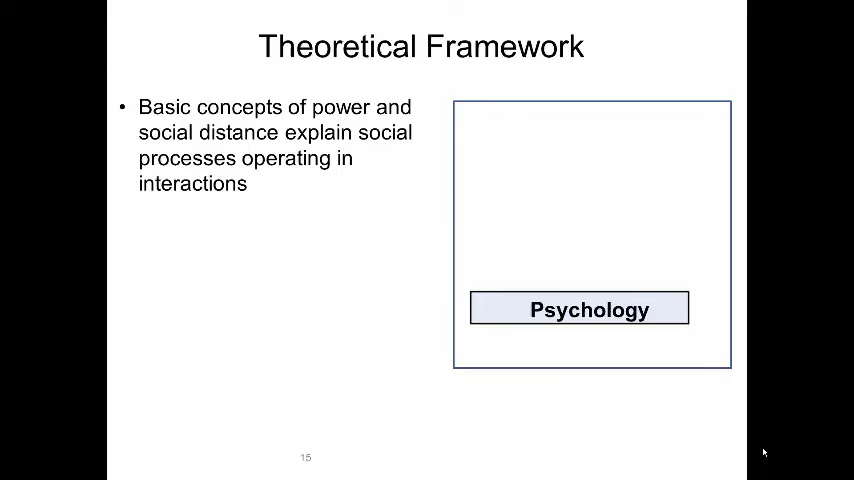 Theoretical Framework
• Basic concepts of power and
social distance explain social
processes operating in
interactions
Psychology
15